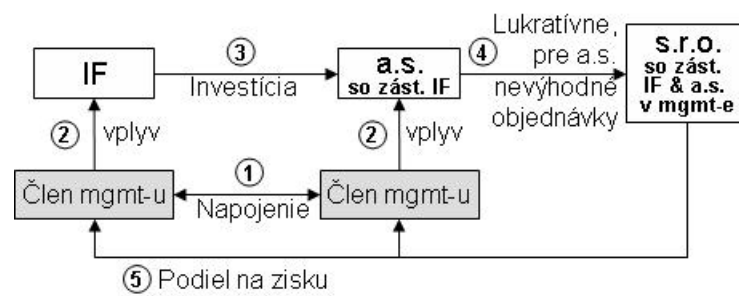 IF
③
Investícia
a.s.
so zást. IF
④
Lukratívne,
pre a.s.
nevýhodné
objednávky
s.r.o.
so zást.
IF & a.s.
v mgmt-e
② vplyv
② vplyv
Člen mgmt-u
①
Napojenie
Člen mgmt-u
⑤ Podiel na zisku